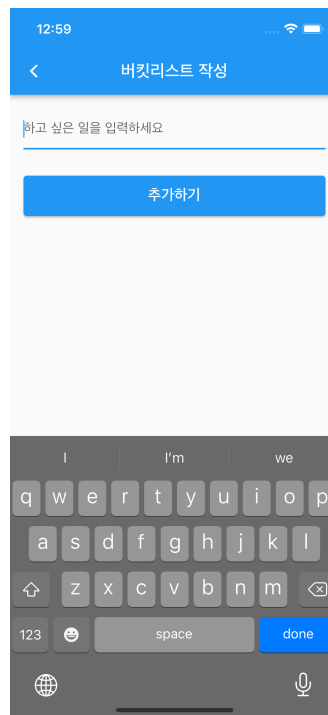 12:59
버킷리스트 작성
하고 싶은 일을 입력하세요
추가하기
I I'm we
q w e r t y u i o p
a s d f g h j k l
z x c v b n m
123 space done